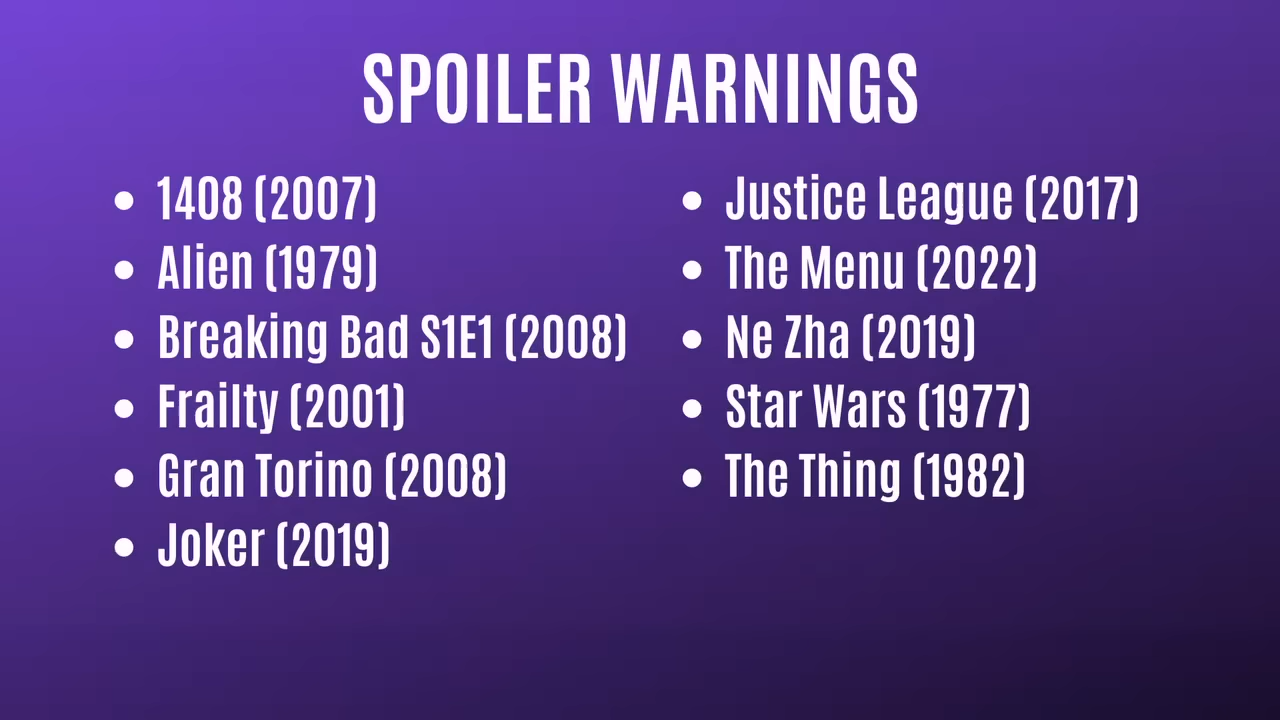 SPOILER WARNINGS
• 1408 (2007)
• Alien (1979)
• Breaking Bad S1E1 (2008)
• Frailty (2001)
• Gran Torino (2008)
• Joker (2019)
• Justice League (2017)
• The Menu (2022)
• Ne Zha (2019)
• Star Wars (1977)
• The Thing (1982)